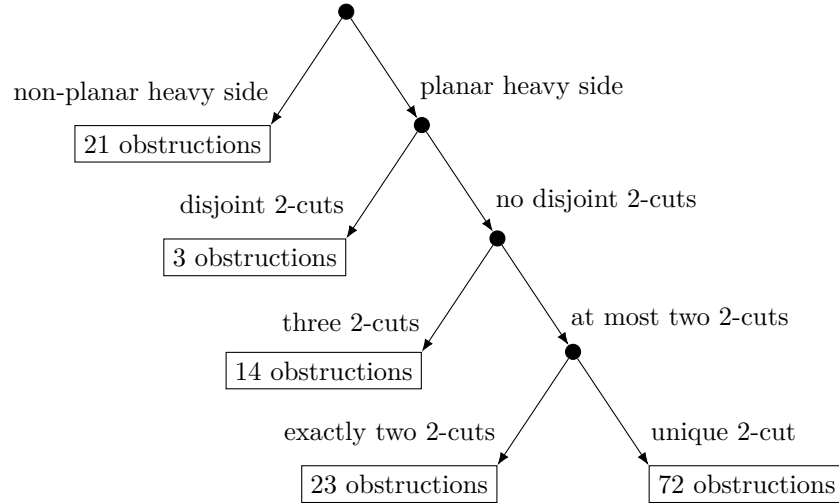 non-planar heavy side
planar heavy side
21 obstructions
disjoint 2-cuts
no disjoint 2-cuts
3 obstructions
three 2-cuts
at most two 2-cuts
14 obstructions
exactly two 2-cuts
unique 2-cut
23 obstructions
72 obstructions